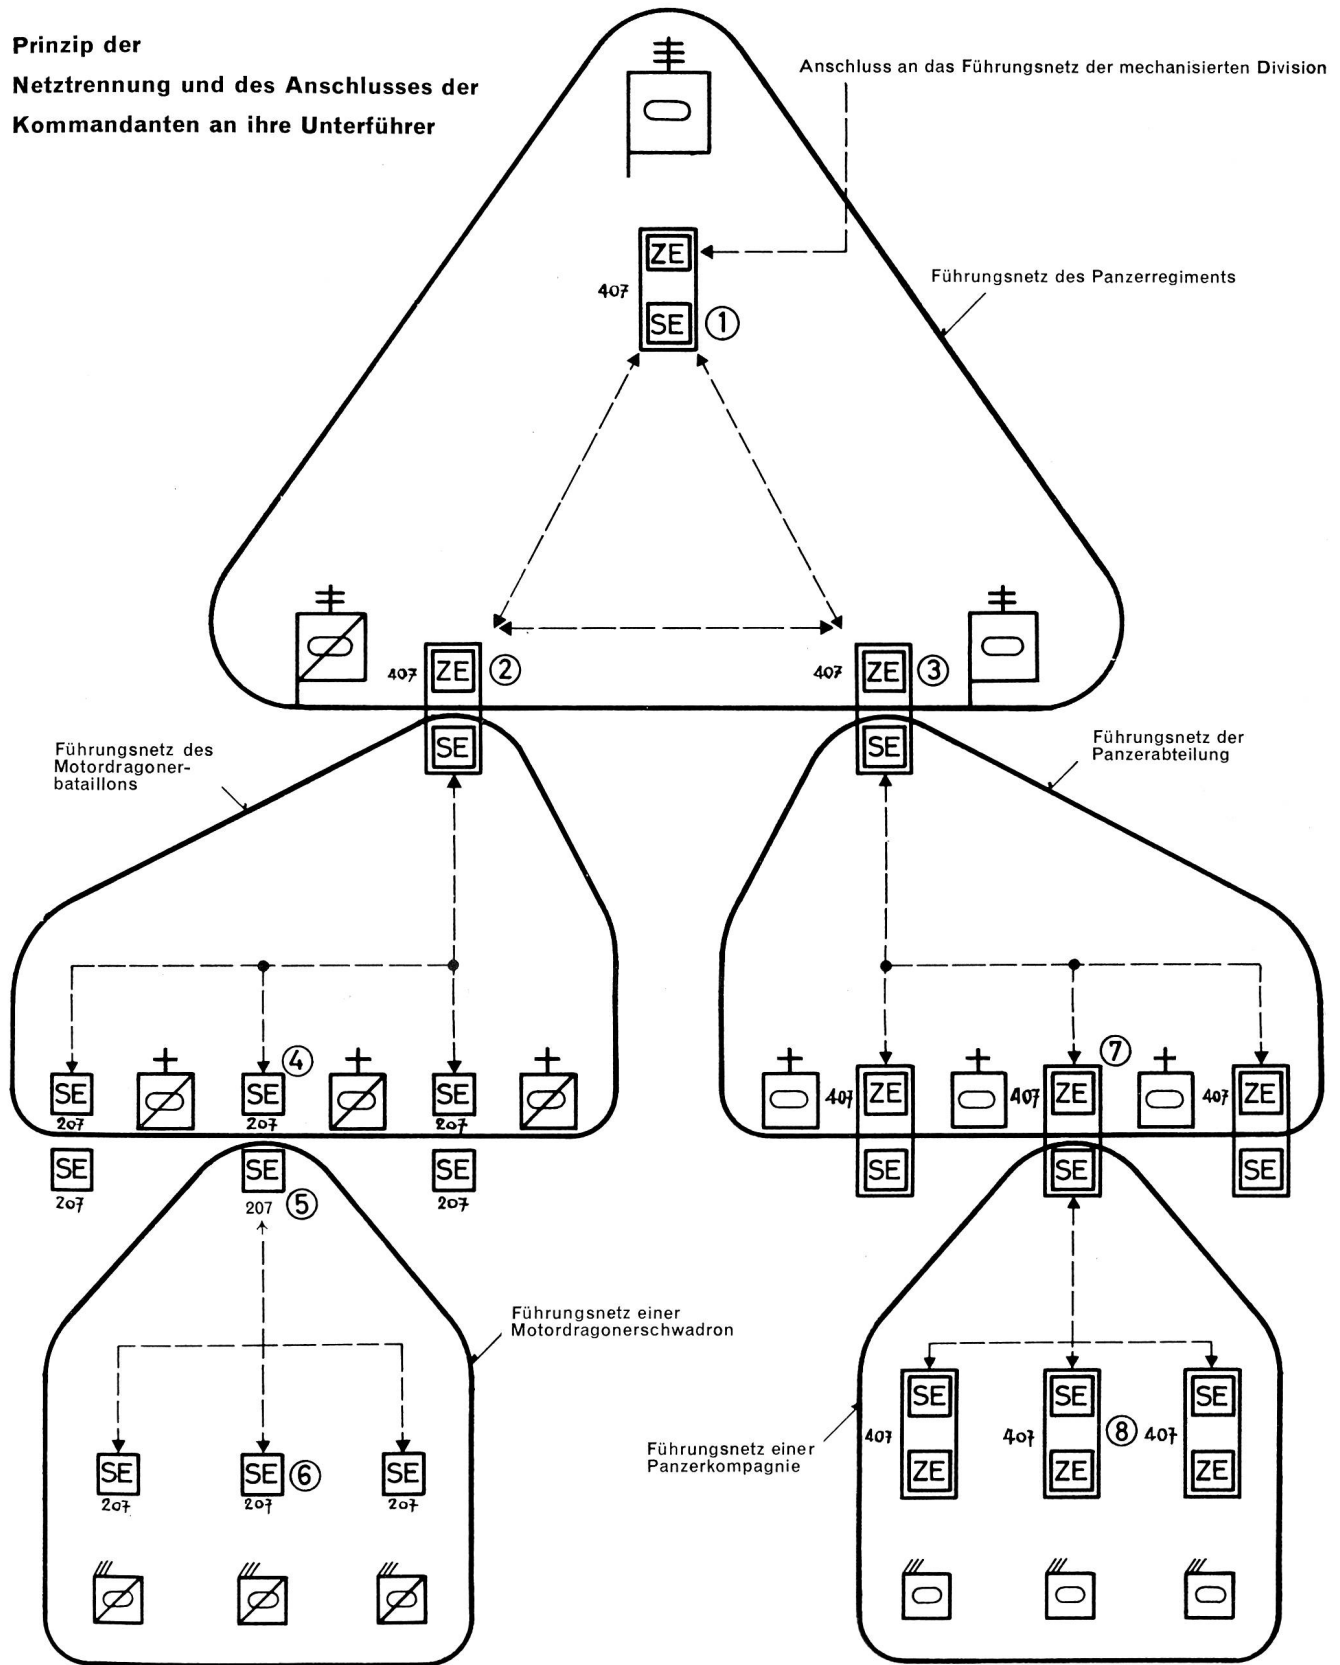 Prinzip der
Netztrennung und des Anschlusses der
Kommandanten an ihre Unterführer
Anschluss an das Führungsnetz der mechanisierten Division
ZE
407
SE
1
Führungsnetz des Panzerregiments
407
ZE
2
SE
407
ZE
3
SE
Führungsnetz des
Motordragoner-
bataillons
Führungsnetz der
Panzerabteilung
SE
207
SE
4
207
SE
207
SE
207
SE
207
5
SE
207
407
ZE
SE
407
ZE
7
SE
407
ZE
SE
Führungsnetz einer
Motordragonerschwadron
SE
207
SE
6
207
SE
207
Führungsnetz einer
Panzerkompagnie
SE
407
ZE
SE
407
8
ZE
SE
407
ZE